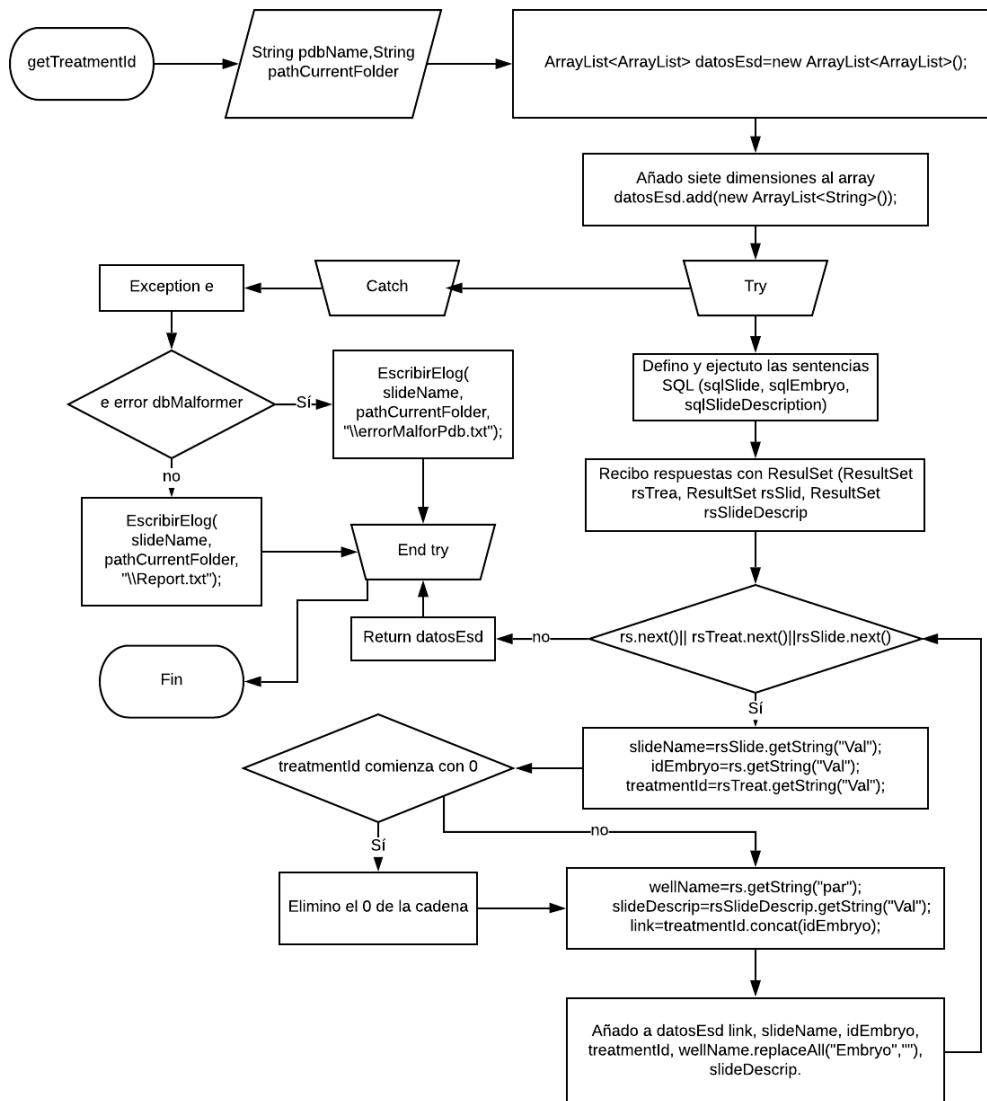 getTreatmentId
String pdbName,String
pathCurrentFolder
ArrayList<ArrayList> datosEsd=new ArrayList<ArrayList>();
Añado siete dimensiones al array
datosEsd.add(new ArrayList<String>());
Exception e
Catch
Try
Defino y ejectuto las sentencias
SQL (sqlSlide, sqlEmbryo,
sqlSlideDescription)
e error dbMalformer
Sí
EscribirElog(
slideName,
pathCurrentFolder,
"\\errorMalforPdb.txt");
Recibo respuestas con ResulSet (ResultSet
rsTrea, ResultSet rsSlid, ResultSet
rsSlideDescrip
no
EscribirElog(
slideName,
pathCurrentFolder,
"\\Report.txt");
End try
Return datosEsd
no
rs.next()|| rsTreat.next()||rsSlide.next()
Fin
Sí
treatmentId comienza con 0
slideName=rsSlide.getString("Val");
idEmbryo=rs.getString("Val");
treatmentId=rsTreat.getString("Val");
no
Sí
Elimino el 0 de la cadena
wellName=rs.getString("par");
slideDescrip=rsSlideDescrip.getString("Val");
link=treatmentId.concat(idEmbryo);
Añado a datosEsd link, slideName, idEmbryo,
treatmentId, wellName.replaceAll("Embryo",""),
slideDescrip.